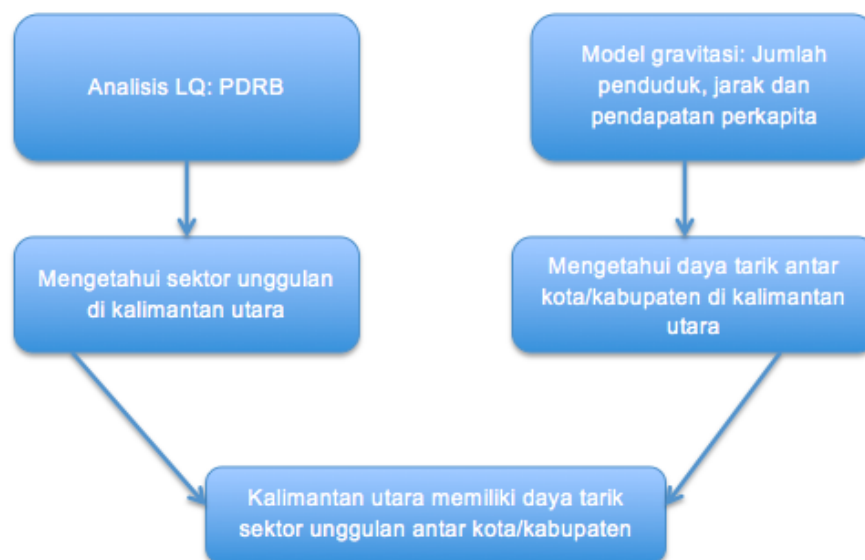 Analisis LQ: PDRB
Model gravitasi: Jumlah
penduduk, jarak dan
pendapatan perkapita
Mengetahui sektor unggulan
di kalimantan utara
Mengetahui daya tarik antar
kota/kabupaten di kalimantan
utara
Kalimantan utara memiliki daya tarik
sektor unggulan antar kota/kabupaten